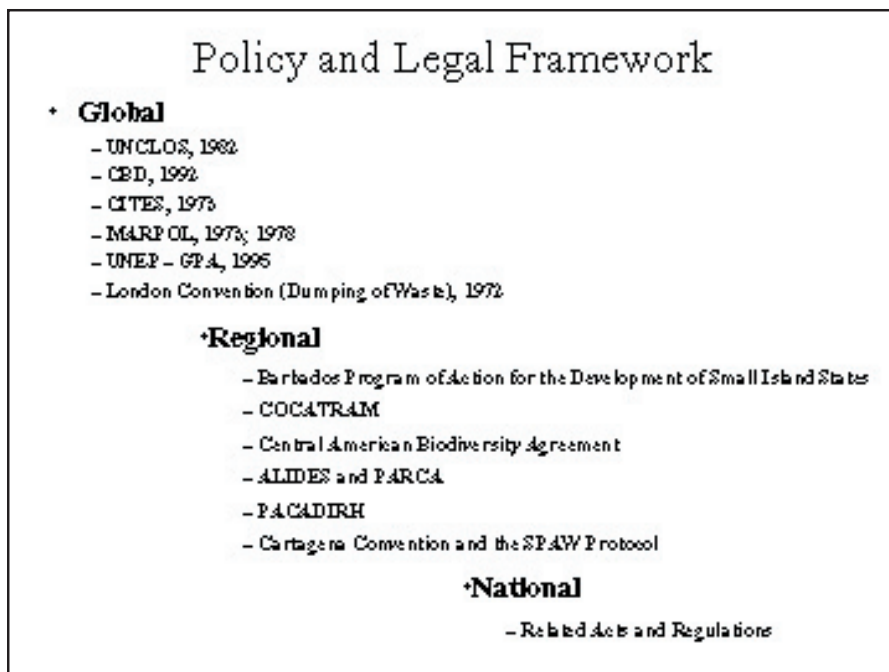 Policy and Legal Framework
• Global
– UNCLOS, 1982
– CBD, 1992
– CITES, 1973
– MARPOL, 1973; 1978
– UNEP – GPA, 1995
– London Convention (Dumping of Waste), 1972
•Regional
– Barbados Program of Action for the Development of Small Island States
– COCATRAM
– Central American Biodiversity Agreement
– ALIDES and PARCA
– PACADIRH
– Cartagena Convention and the SPAW Protocol
•National
– Related Acts and Regulations